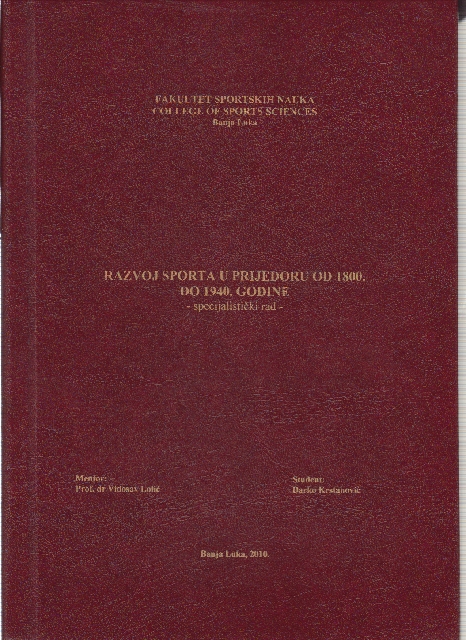 FAKULTET SPORTSKIH NAUKA
COLLEGE OF SPORTS SCIENCES
Banja Luka
RAZVOJ SPORTA U PRIJEDORU OD 1800.
DO 1940. GODINE
- specijalistički rad -
Mentor:
Prof. dr Vidosav Lolić
Student:
Darko Krstanović
Banja Luka, 2010.